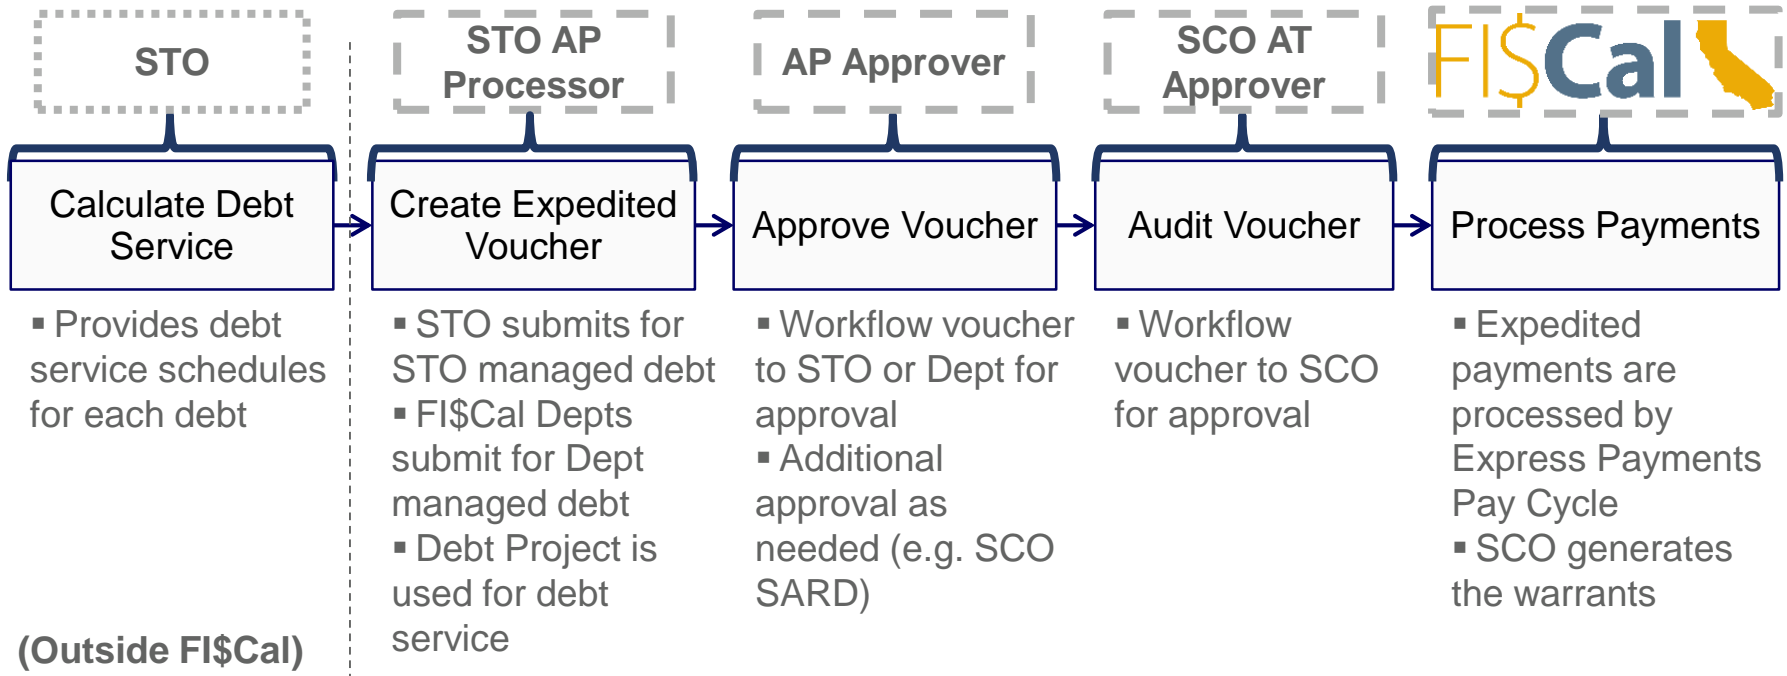 STO
STO AP
Processor
AP Approver
SCO AT
Approver
FI$Cal
Calculate Debt
Service
Create Expedited
Voucher
Approve Voucher
Audit Voucher
Process Payments
▪ Provides debt
service schedules
for each debt
(Outside FI$Cal)
▪ STO submits for
STO managed debt
▪ FI$Cal Depts
submit for Dept
managed debt
▪ Debt Project is
used for debt
service
▪ Workflow voucher
to STO or Dept for
approval
▪ Additional
approval as
needed (e.g. SCO
SARD)
▪ Workflow
voucher to SCO
for approval
▪ Expedited
payments are
processed by
Express Payments
Pay Cycle
▪ SCO generates
the warrants